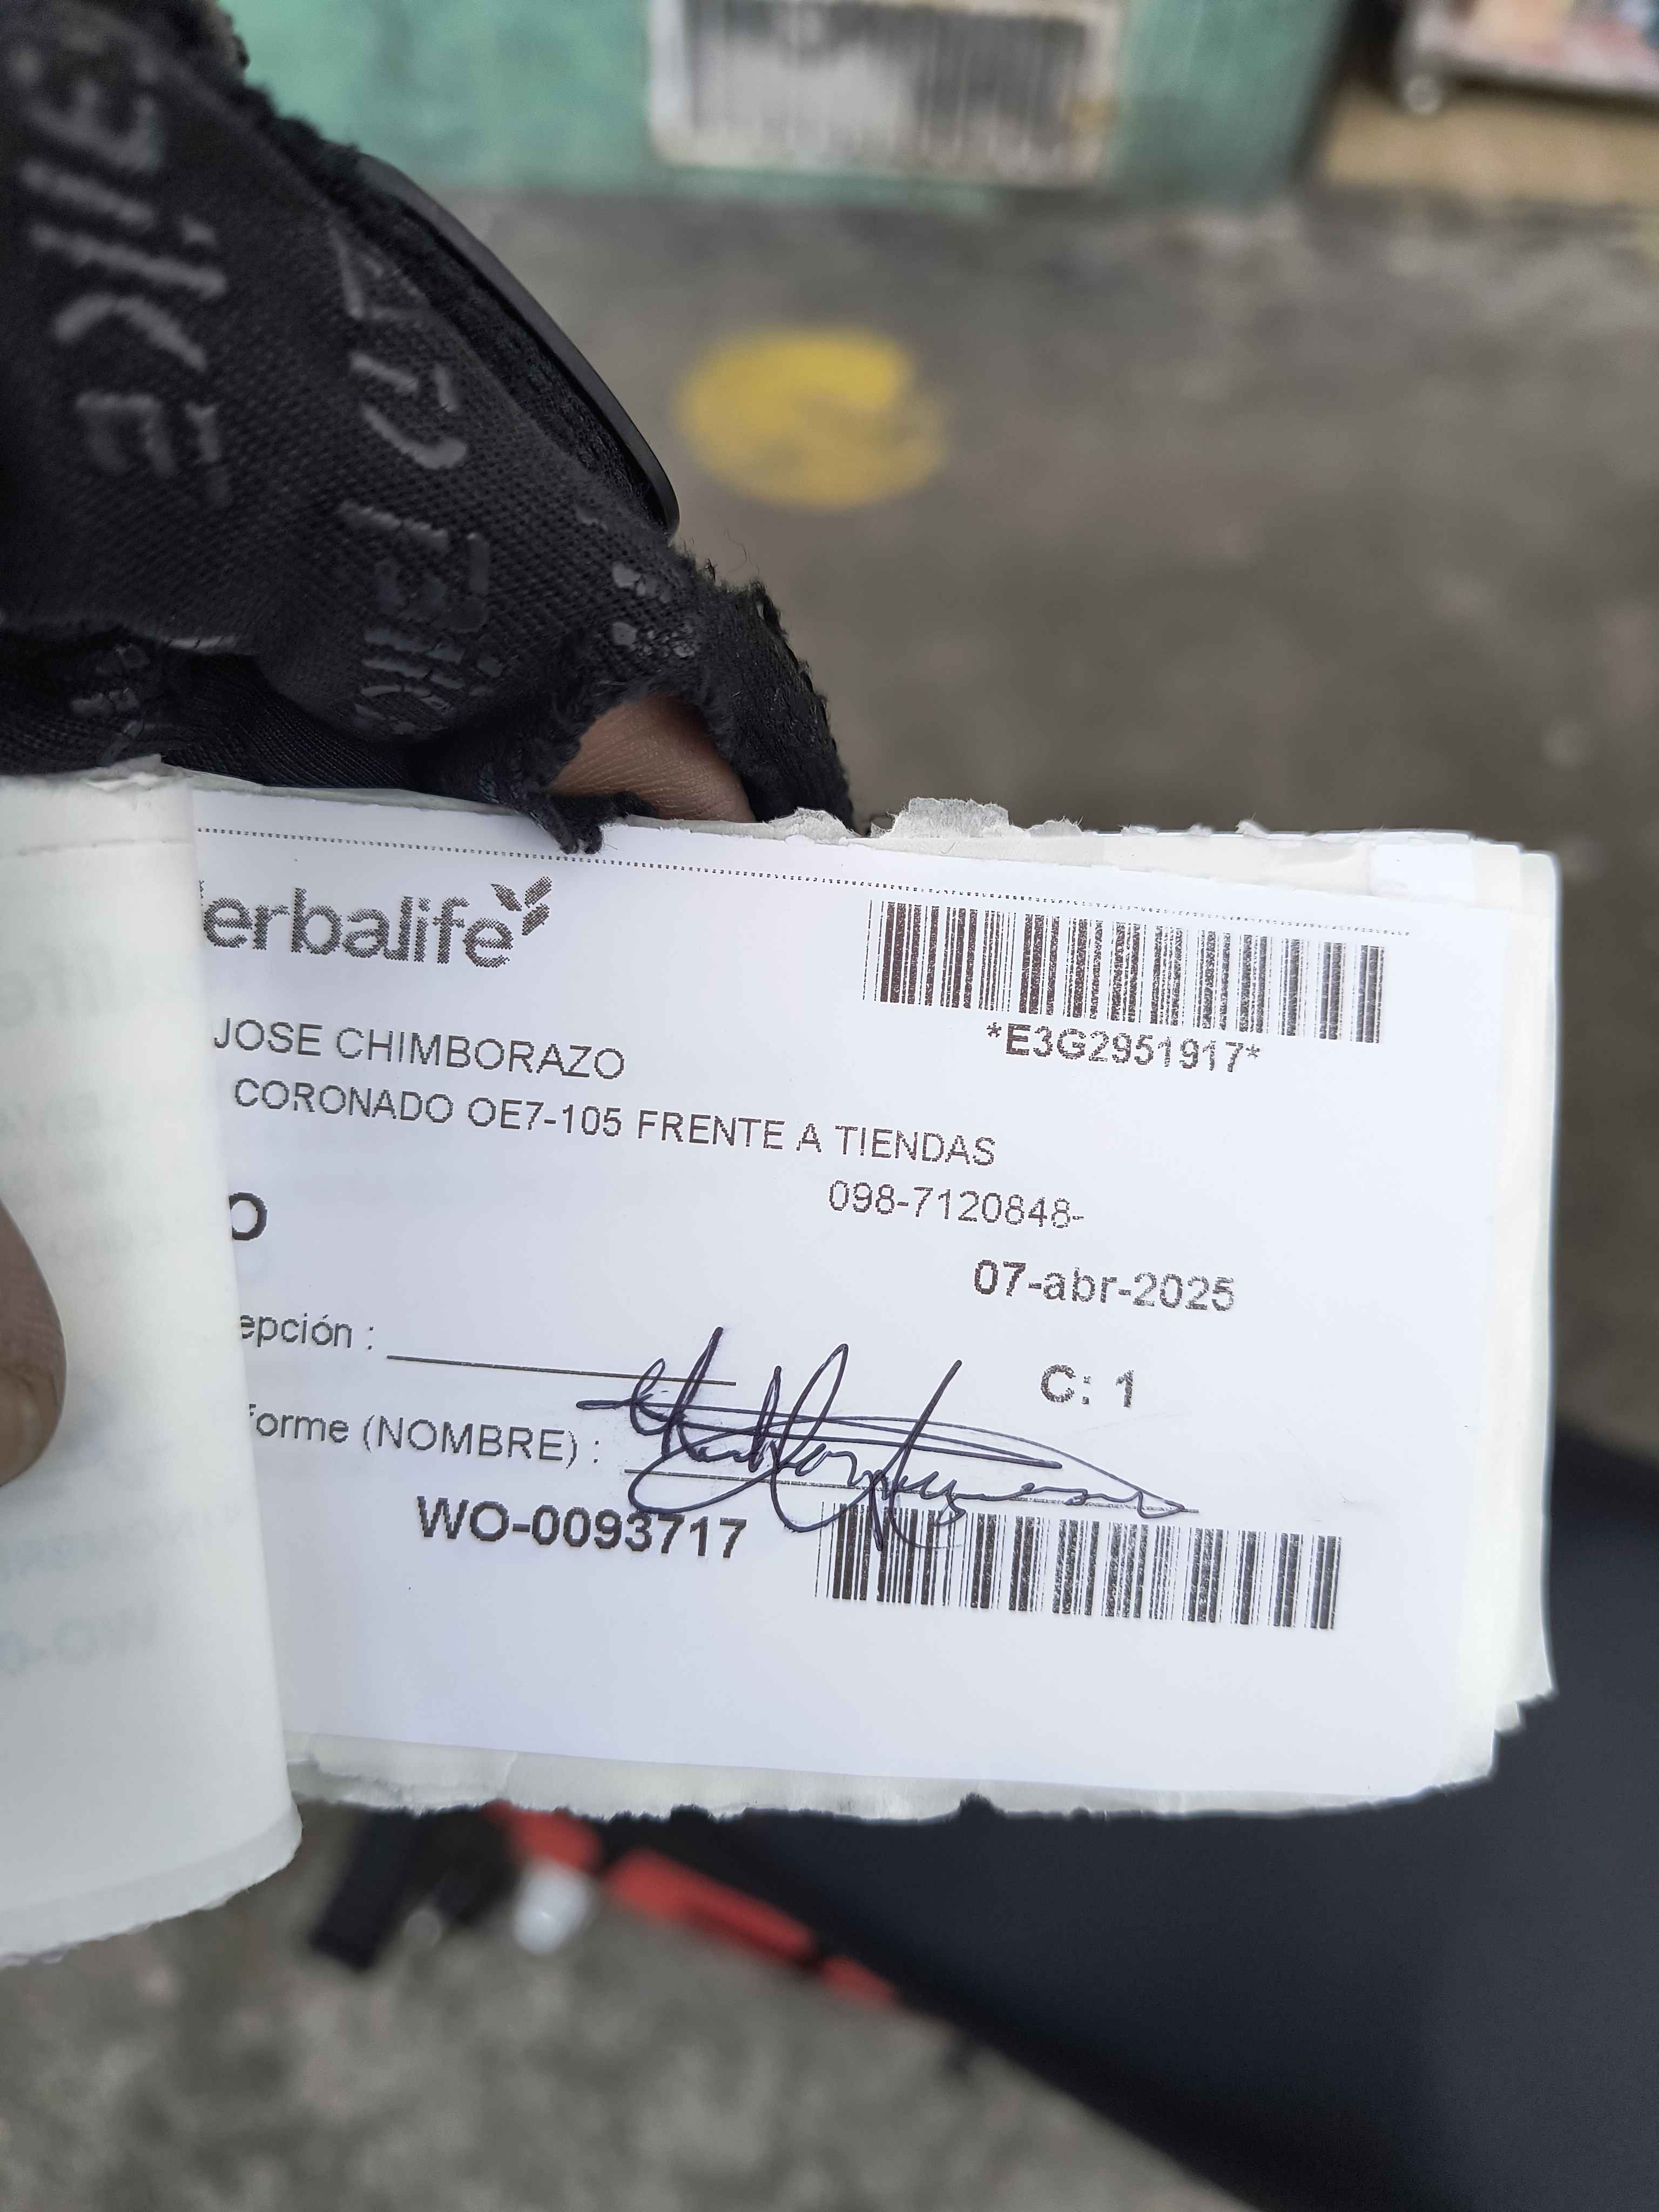 erbalife
*E3G2951917*
JOSE CHIMBORAZO
CORONADO OE7-105 FRENTE A TIENDAS
098-7120848-
O
07-abr-2025
epción :
C: 1
forme (NOMBRE) :
WO-0093717